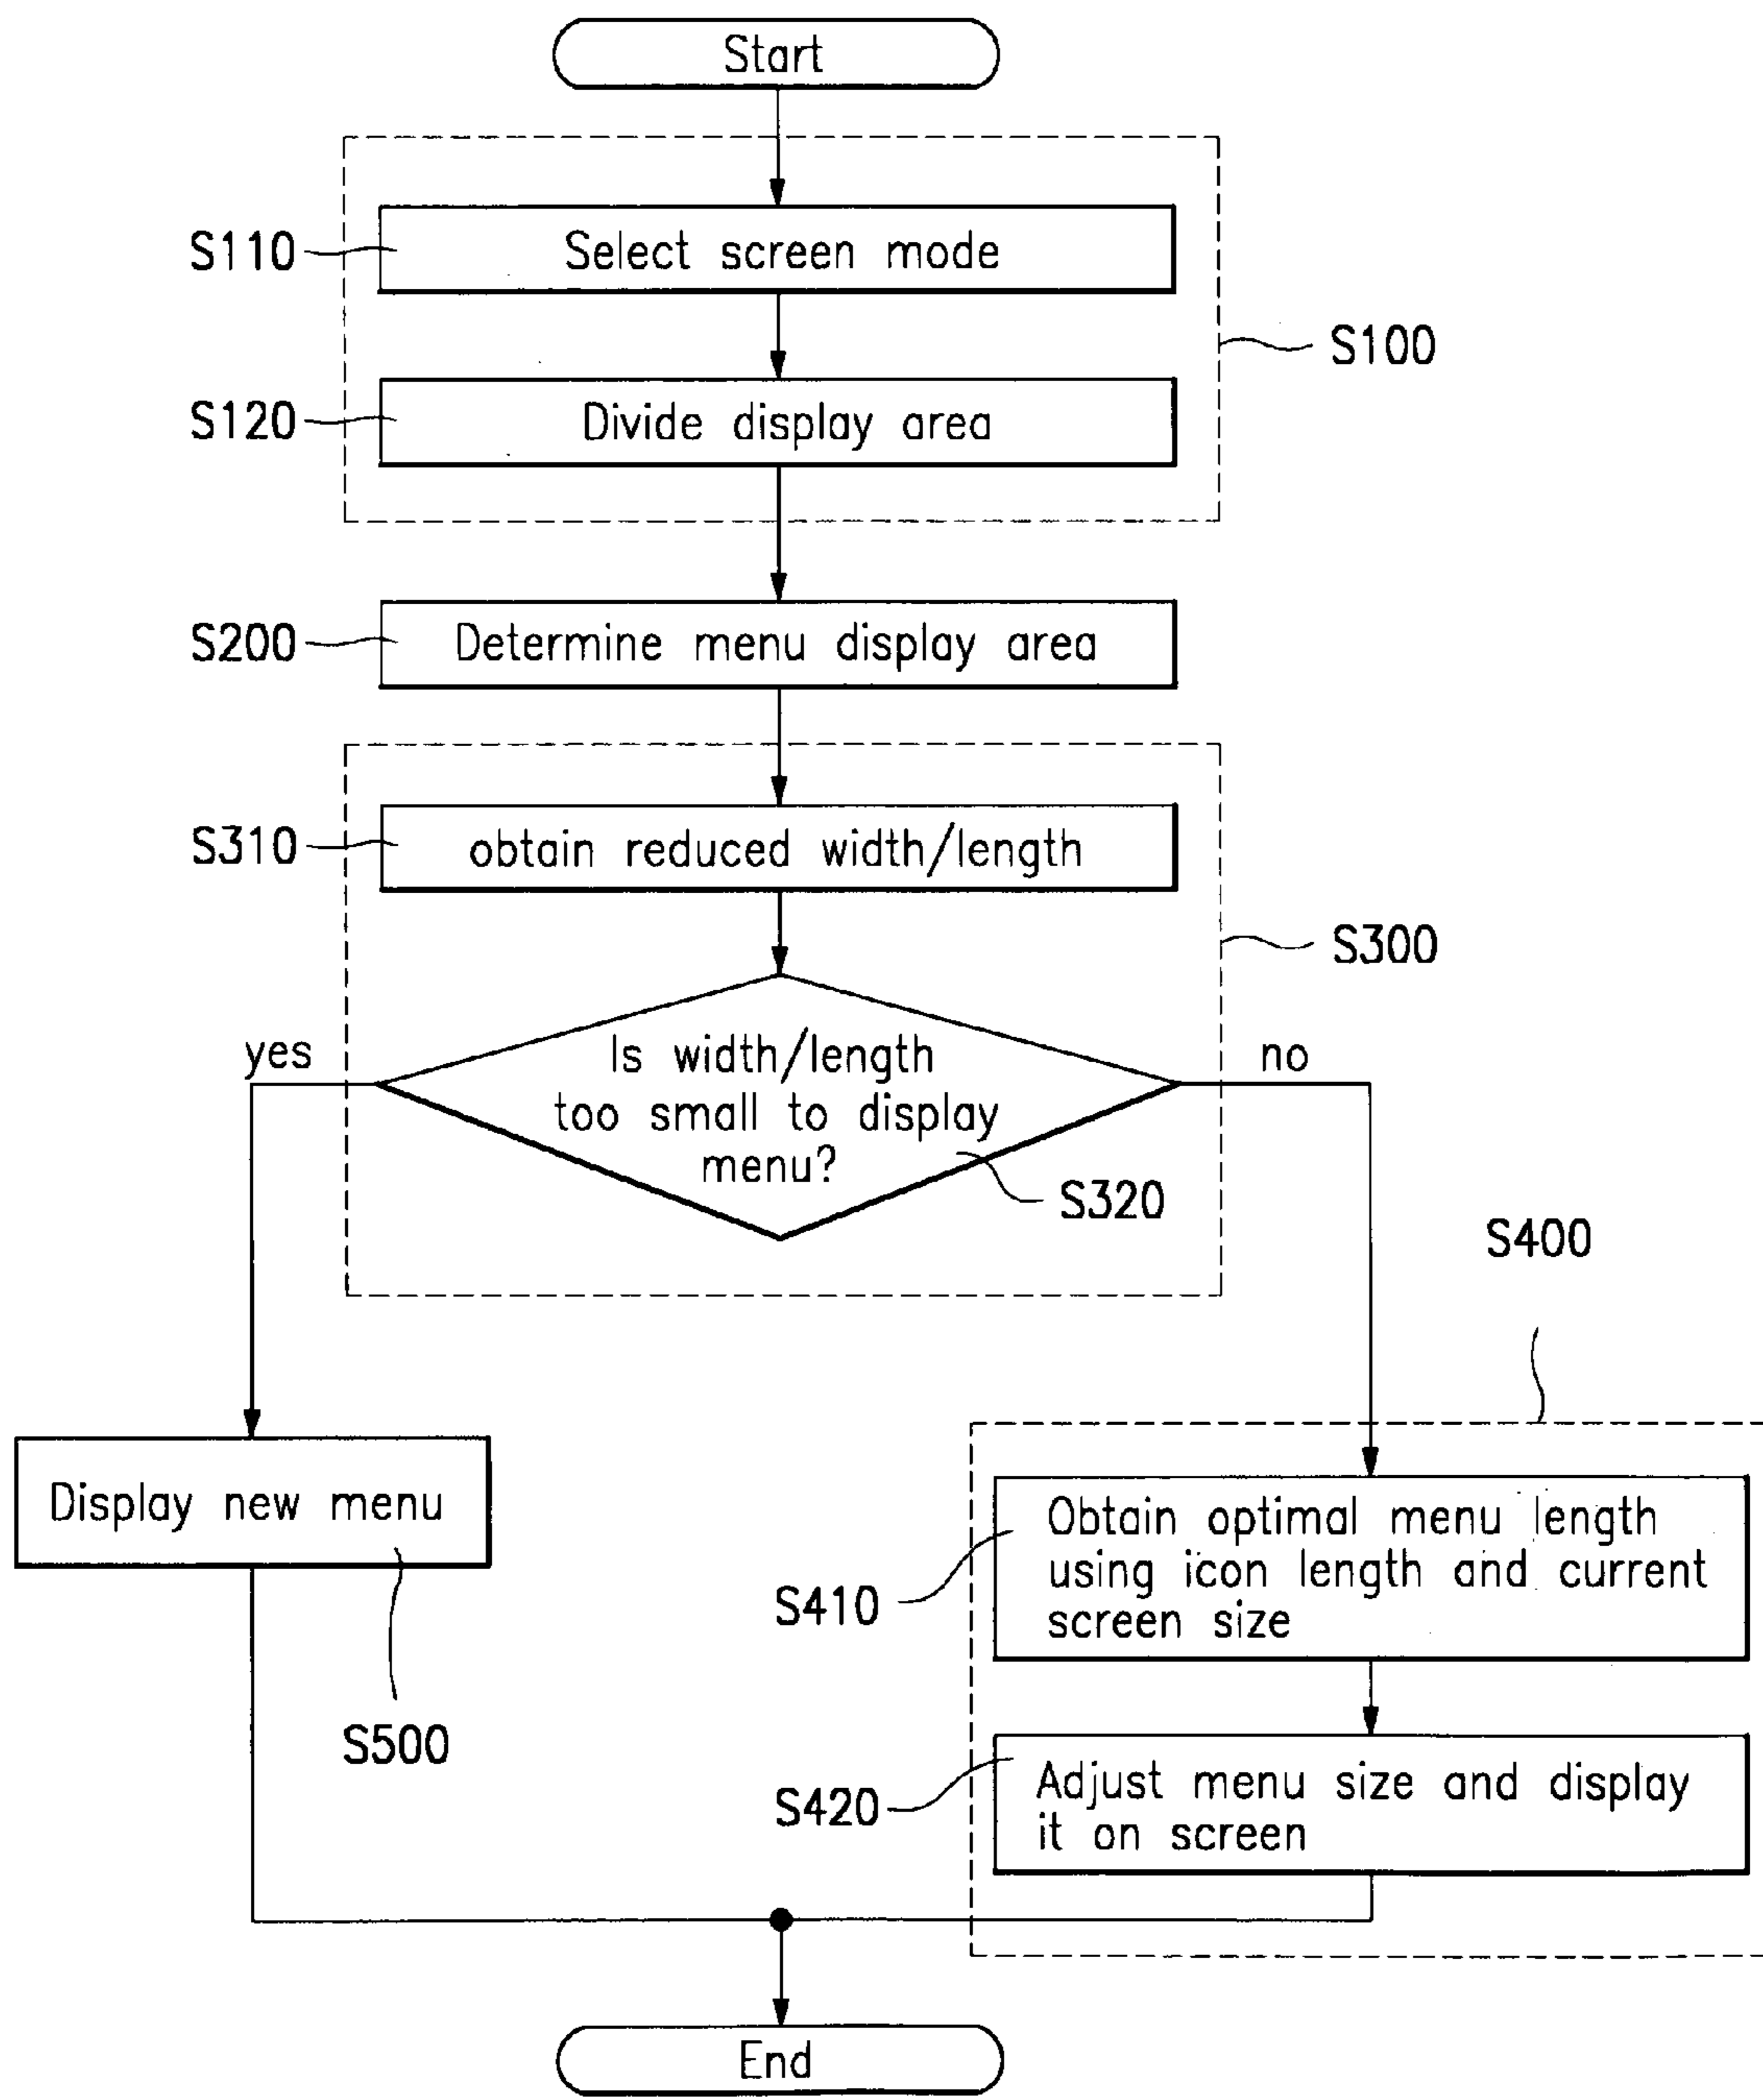 Start
S110
Select screen mode
S100
S120
Divide display area
S200
Determine menu display area
S310
obtain reduced width/length
S300
yes
no
Is width/length
too small to display
menu?
S320
S400
Display new menu
S500
Obtain optimal menu length
using icon length and current
screen size
S410
Adjust menu size and display
it on screen
S420
End